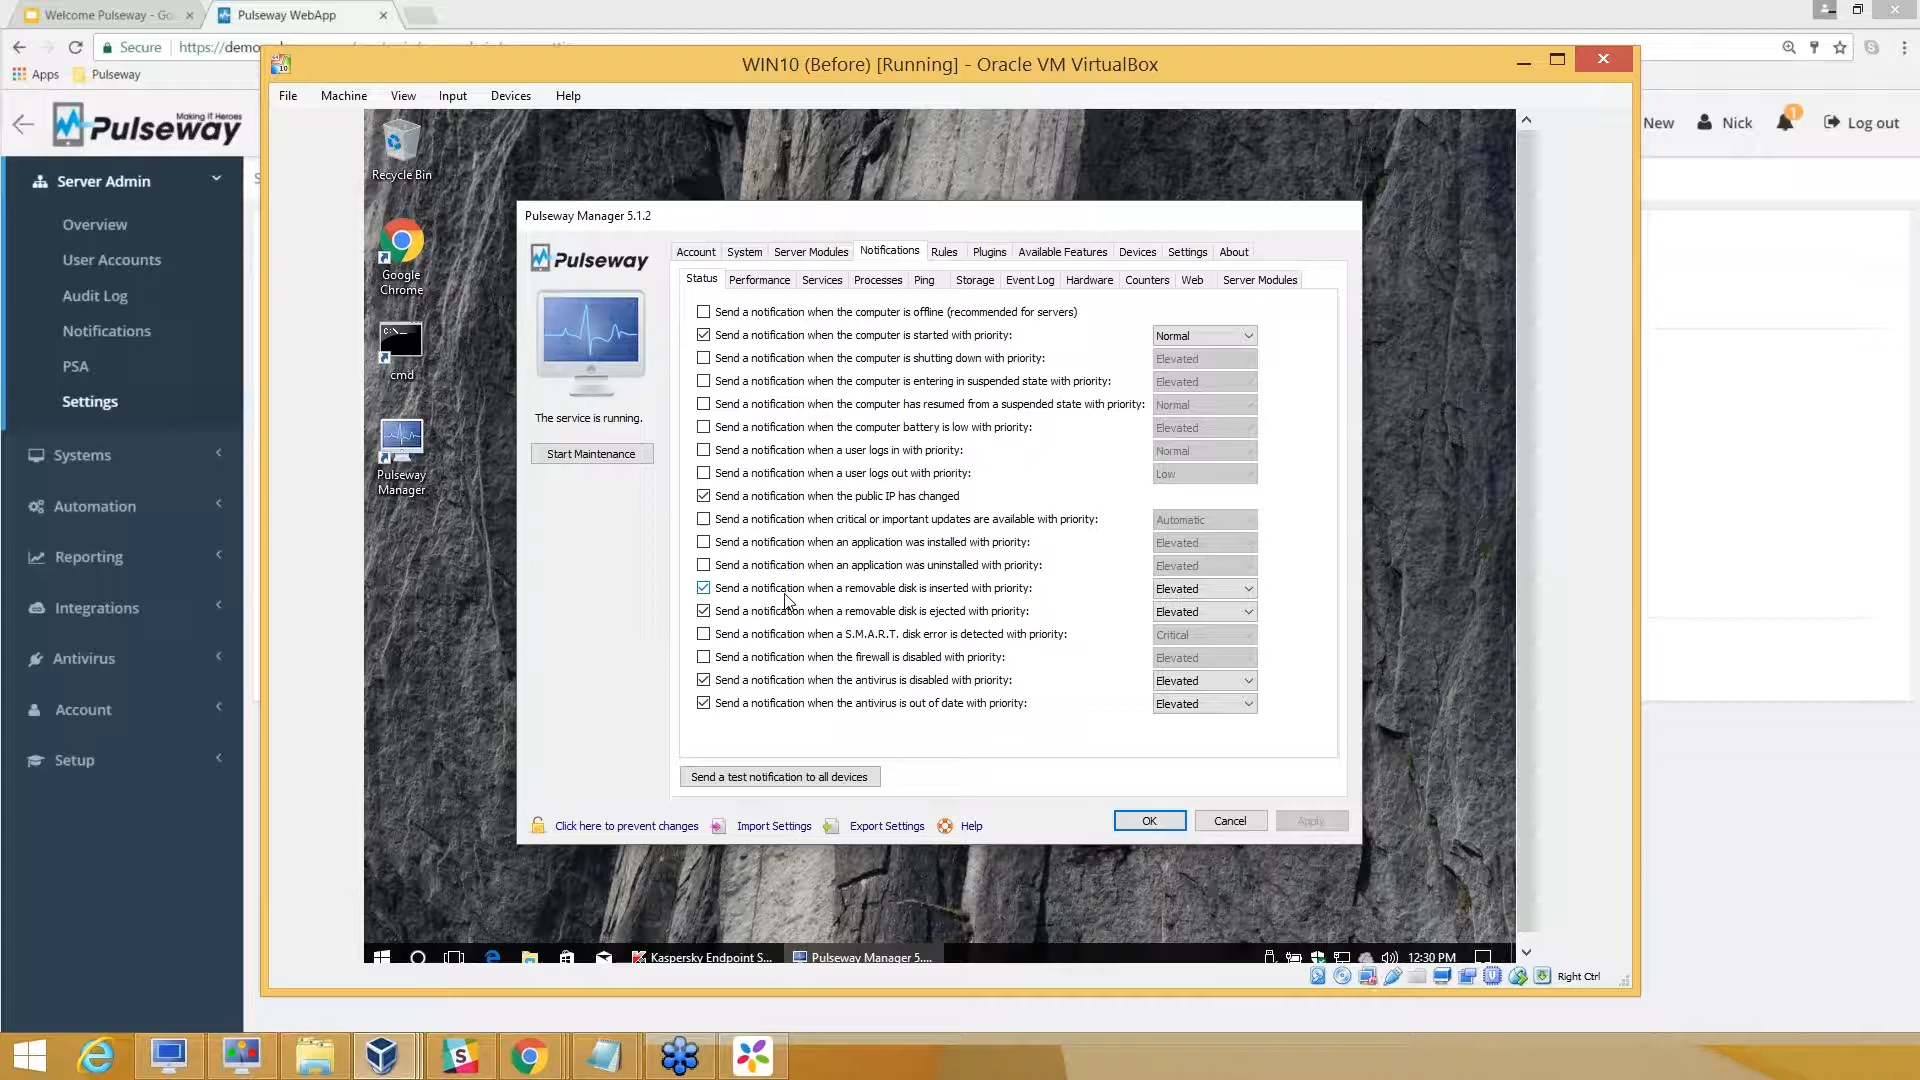 Welcome Pulseway - Go
Pulseway WebApp
Secure
https://demo
Apps
Pulseway
WIN10 (Before) [Running] - Oracle VM VirtualBox
File Machine View Input Devices Help
Making IT Heroes
Pulseway
New
Nick
1
Log out
Server Admin
Overview
User Accounts
Audit Log
Notifications
PSA
Settings
Systems
Automation
Reporting
Integrations
Antivirus
Account
Setup
Recycle Bin
Google
Chrome
cmd
Pulseway
Manager
Pulseway Manager 5.1.2
Pulseway
The service is running.
Start Maintenance
Account System Server Modules Notifications Rules Plugins Available Features Devices Settings About
Status Performance Services Processes Ping Storage Event Log Hardware Counters Web Server Modules
Send a notification when the computer is offline (recommended for servers)
Send a notification when the computer is started with priority: Normal
Send a notification when the computer is shutting down with priority: Elevated
Send a notification when the computer is entering in suspended state with priority: Elevated
Send a notification when the computer has resumed from a suspended state with priority: Normal
Send a notification when the computer battery is low with priority: Elevated
Send a notification when a user logs in with priority: Normal
Send a notification when a user logs out with priority: Low
Send a notification when the public IP has changed
Send a notification when critical or important updates are available with priority: Automatic
Send a notification when an application was installed with priority: Elevated
Send a notification when an application was uninstalled with priority: Elevated
Send a notification when a removable disk is inserted with priority: Elevated
Send a notification when a removable disk is ejected with priority: Elevated
Send a notification when a S.M.A.R.T. disk error is detected with priority: Critical
Send a notification when the firewall is disabled with priority: Elevated
Send a notification when the antivirus is disabled with priority: Elevated
Send a notification when the antivirus is out of date with priority: Elevated
Send a test notification to all devices
Click here to prevent changes Import Settings Export Settings Help
OK Cancel Apply
Kaspersky Endpoint S...
Pulseway Manager 5....
12:30 PM
Right Ctrl